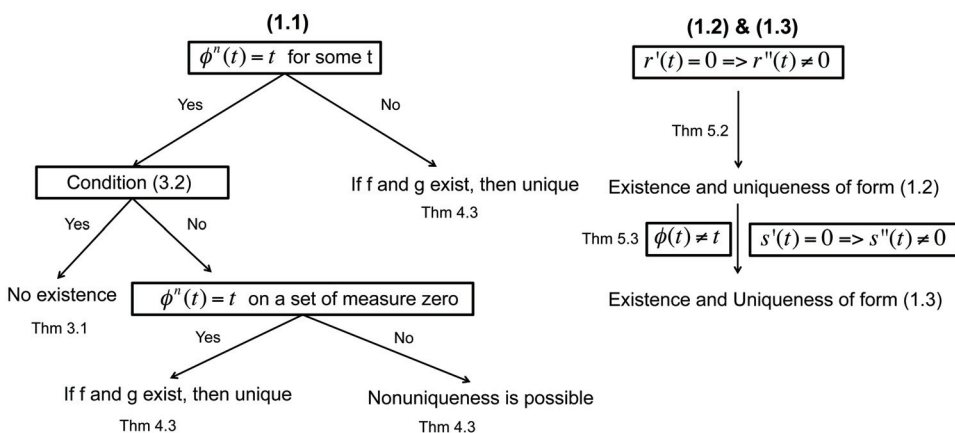 (1.1)
ϕⁿ(t) = t for some t
Yes
No
Condition (3.2)
If f and g exist, then unique
Thm 4.3
Yes
No
No existence
Thm 3.1
ϕⁿ(t) = t on a set of measure zero
Yes
No
If f and g exist, then unique
Thm 4.3
Nonuniqueness is possible
Thm 4.3
(1.2) & (1.3)
r'(t) = 0 => r''(t) ≠ 0
Thm 5.2
Existence and uniqueness of form (1.2)
Thm 5.3
ϕ(t) ≠ t
s'(t) = 0 => s''(t) ≠ 0
Existence and Uniqueness of form (1.3)